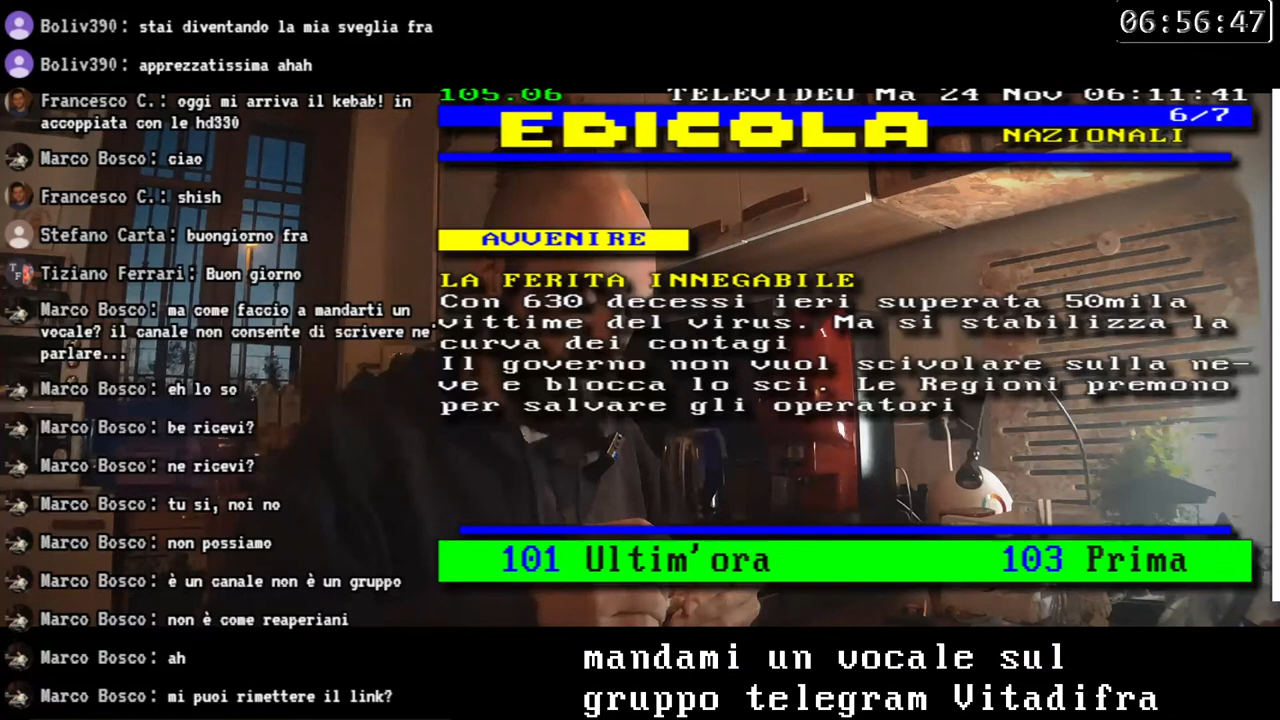 Boliv390: stai diventando la mia sveglia fra
Boliv390: apprezzatissima ahah
Francesco C.: oggi mi arriva il kebab! in
accoppiata con le hd330
Marco Bosco: ciao
Francesco C.: shish
Stefano Carta: buongiorno fra
Tiziano Ferrari: Buon giorno
Marco Bosco: ma come faccio a mandarti un
vocale? il canale non consente di scrivere ne'
parlare...
Marco Bosco: eh lo so
Marco Bosco: be ricevi?
Marco Bosco: ne ricevi?
Marco Bosco: tu si, noi no
Marco Bosco: non possiamo
Marco Bosco: è un canale non è un gruppo
Marco Bosco: non è come reaperiani
Marco Bosco: ah
Marco Bosco: mi puoi rimettere il link?
06:56:47
105.06 TELEVIDEO Ma 24 Nov 06:11:41
6/7
EDICOLA NAZIONALI
AVVENIRE
LA FERITA INNEGABILE
Con 630 decessi ieri superata 50mila
vittime del virus. Ma si stabilizza la
curva dei contagi
Il governo non vuol scivolare sulla ne-
ve e blocca lo sci. Le Regioni premono
per salvare gli operatori
101 Ultim'ora 103 Prima
mandami un vocale sul
gruppo telegram Vitadifra